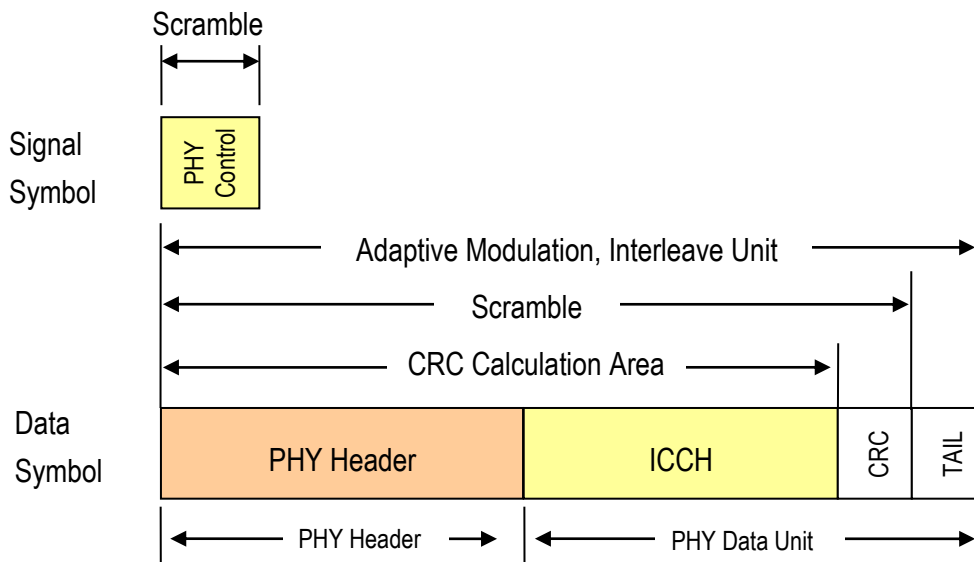 Scramble
Signal
Symbol
PHY
Control
Adaptive Modulation, Interleave Unit
Scramble
CRC Calculation Area
Data
Symbol
PHY Header
ICCH
CRC
TAIL
PHY Header
PHY Data Unit